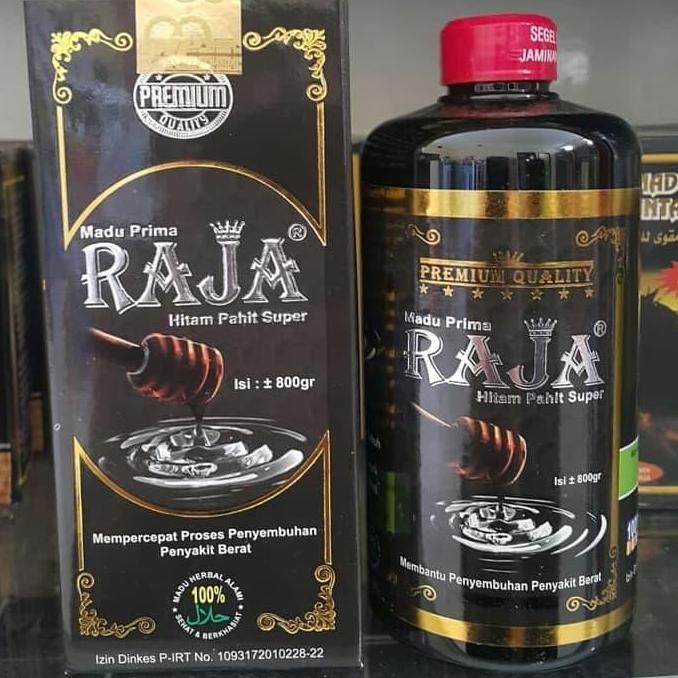 PREMIUM
QUALITY
Madu Prima
RAJA®
Hitam Pahit Super
Isi : ± 800gr
Mempercepat Proses Penyembuhan
Penyakit Berat
MADU HERBAL ALAMI
100%
حلال
SEHAT & BERKHASIAT
Izin Dinkes P-IRT No. 1093172010228-22
SEGEL
JAMINAN
PREMIUM QUALITY
Madu Prima
RAJA®
Hitam Pahit Super
Isi ± 800gr
Membantu Penyembuhan Penyakit Berat